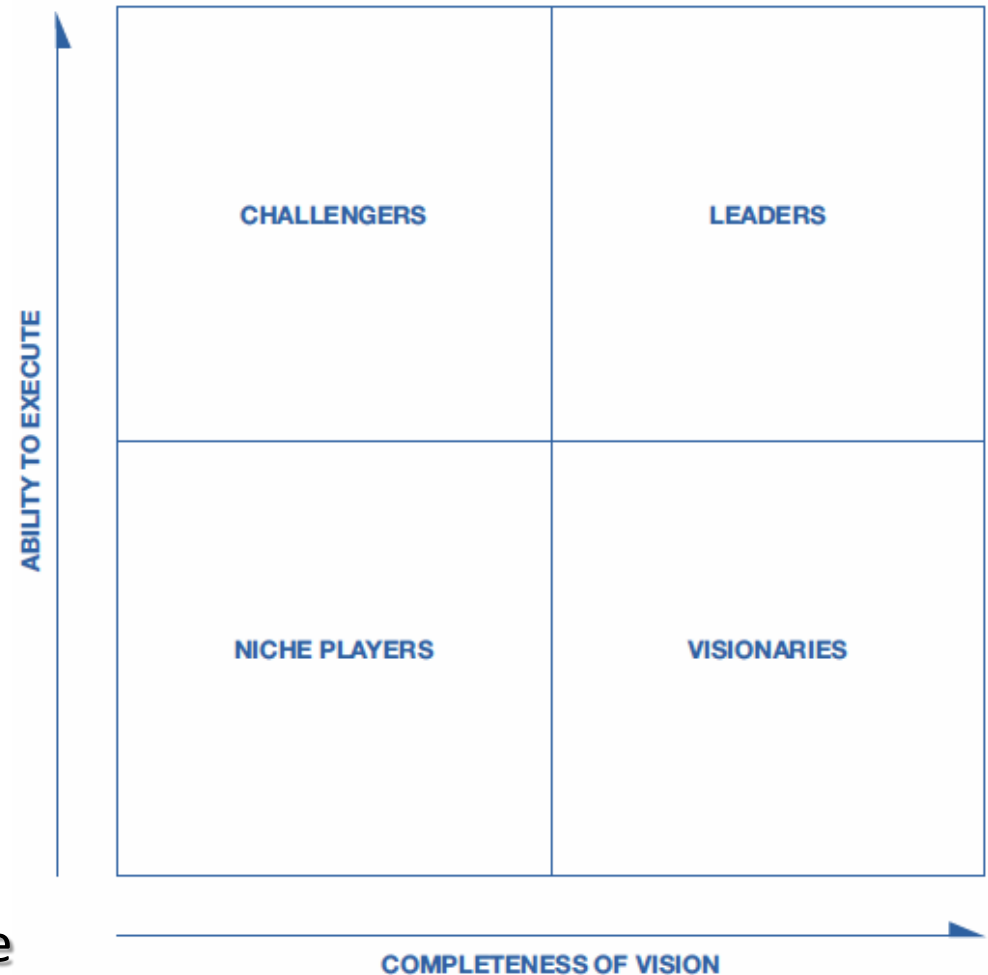 CHALLENGERS
LEADERS
ABILITY TO EXECUTE
NICHE PLAYERS
VISIONARIES
e
COMPLETENESS OF VISION